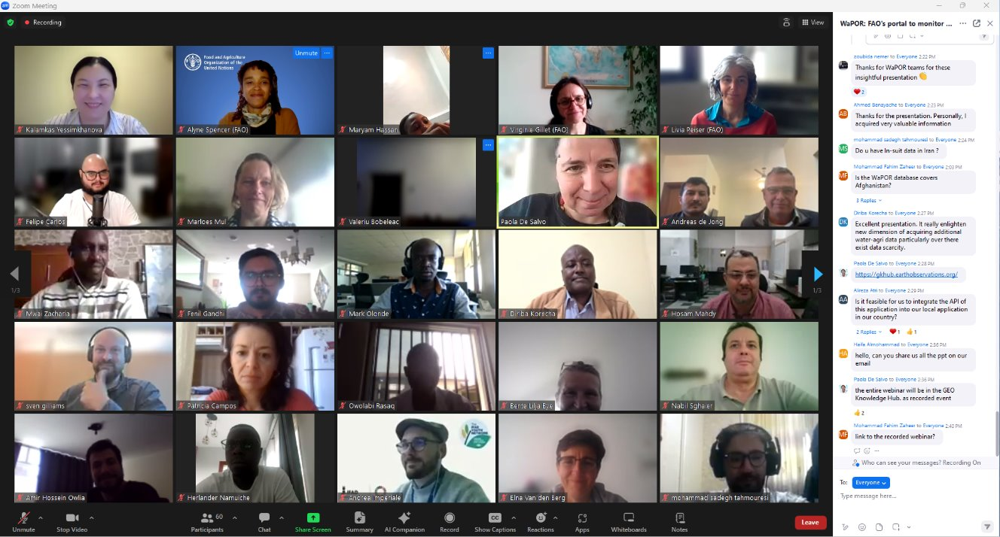 Zoom Meeting
Recording
View
Food and Agriculture
Organization of the
United Nations
Unmute
Kalamkas Yessimkhanova
Alyne Spencer (FAO)
Maryam Hassan
Virginie Gillet (FAO)
Livia Peiser (FAO)
Felipe Carlos
Marloes Mul
Valeriu Bobeleac
Paola De Salvo
Andreas de Jong
Mwai Zacharia
Fenil Gandhi
Mark Olonde
Diriba Korecha
Hosam Mahdy
1/3
1/3
sven gilliams
Patricia Campos
Owolabi Rasaq
Bente Lilja Bye
Nabil Sghaier
Amir Hossein Owlia
Herlander Namuiche
Andrea Imperiale
Elna Van den Berg
mohammad sadegh tahmouresi
Unmute
Stop Video
60
Participants
Chat
Share Screen
Summary
AI Companion
Record
CC
Show Captions
Reactions
Apps
Whiteboards
Notes
Leave
WaPOR: FAO's portal to monitor ...
zoubida nemer to Everyone 2:22 PM
Thanks for WaPOR teams for these
insightful presentation 👏
❤️ 2
Ahmed Benayache to Everyone 2:23 PM
AB
Thanks for the presentation. Personally, I
acquired very valuable information
mohammad sadegh tahmouresi to Everyone 2:24 PM
MS
Do u have In-suit data in Iran ?
Mohammad Fahim Zaheer to Everyone 2:03 PM
MF
Is the WaPOR database covers
Afghanistan?
3 Replies
Diriba Korecha to Everyone 2:27 PM
DK
Excellent presentation. It really enlighten
new dimension of acquiring additional
water-agri data particularly over there
exist data scarcity.
Paola De Salvo to Everyone 2:28 PM
https://gkhub.earthobservations.org/
Alireza Atri to Everyone 2:29 PM
AA
Is it feasible for us to integrate the API of
this application into our local application
in our country?
2 Replies ❤️ 1 👍 1
Haifa Almohammad to Everyone 2:36 PM
HA
hello, can you share us all the ppt on our
email
Paola De Salvo to Everyone 2:36 PM
the entire webinar will be in the GEO
Knowledge Hub. as recorded event
👍 2
Mohammad Fahim Zaheer to Everyone 2:40 PM
MF
link to the recorded webinar?
Who can see your messages? Recording On
To: Everyone
Type message here...